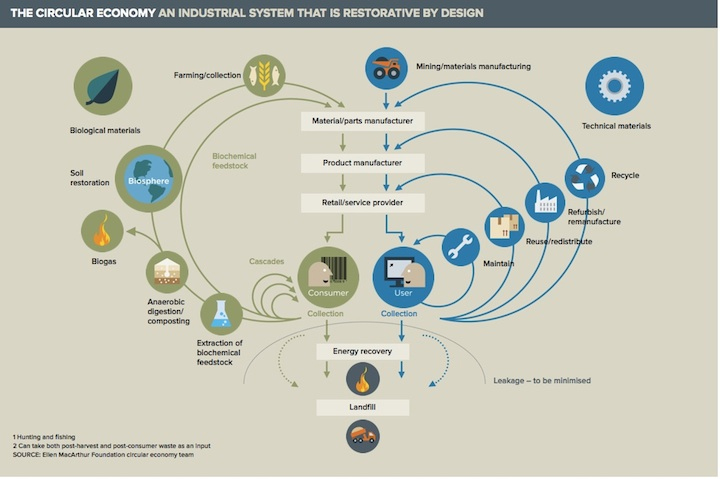 THE CIRCULAR ECONOMY AN INDUSTRIAL SYSTEM THAT IS RESTORATIVE BY DESIGN
Farming/collection
Mining/materials manufacturing
Biological materials
Technical materials
Material/parts manufacturer
Biochemical
feedstock
Product manufacturer
Soil
restoration
Biosphere
Recycle
Retail/service provider
Refurbish/
remanufacture
Reuse/redistribute
Biogas
Cascades
Maintain
Consumer
User
Anaerobic
digestion/
composting
Collection
Collection
Extraction of
biochemical
feedstock
Energy recovery
Leakage – to be minimised
Landfill
1 Hunting and fishing
2 Can take both post-harvest and post-consumer waste as an input
SOURCE: Ellen MacArthur Foundation circular economy team